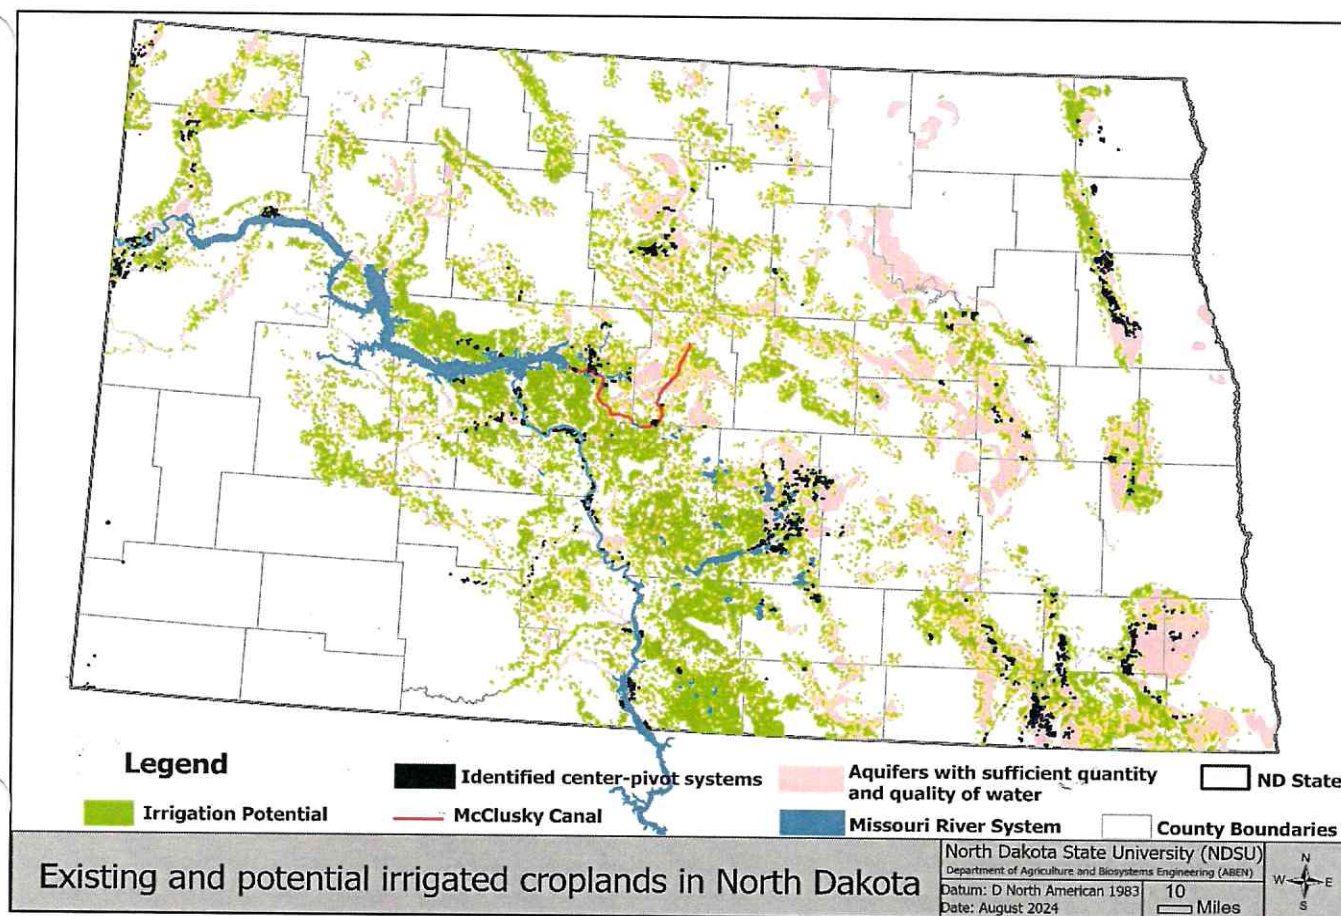 Legend
Identified center-pivot systems
Aquifers with sufficient quantity
and quality of water
ND State
Irrigation Potential
McClusky Canal
Missouri River System
County Boundaries
Existing and potential irrigated croplands in North Dakota
North Dakota State University (NDSU)
Department of Agriculture and Biosystems Engineering (ABEN)
Datum: D North American 1983
Date: August 2024
10
Miles
N
W
E
S